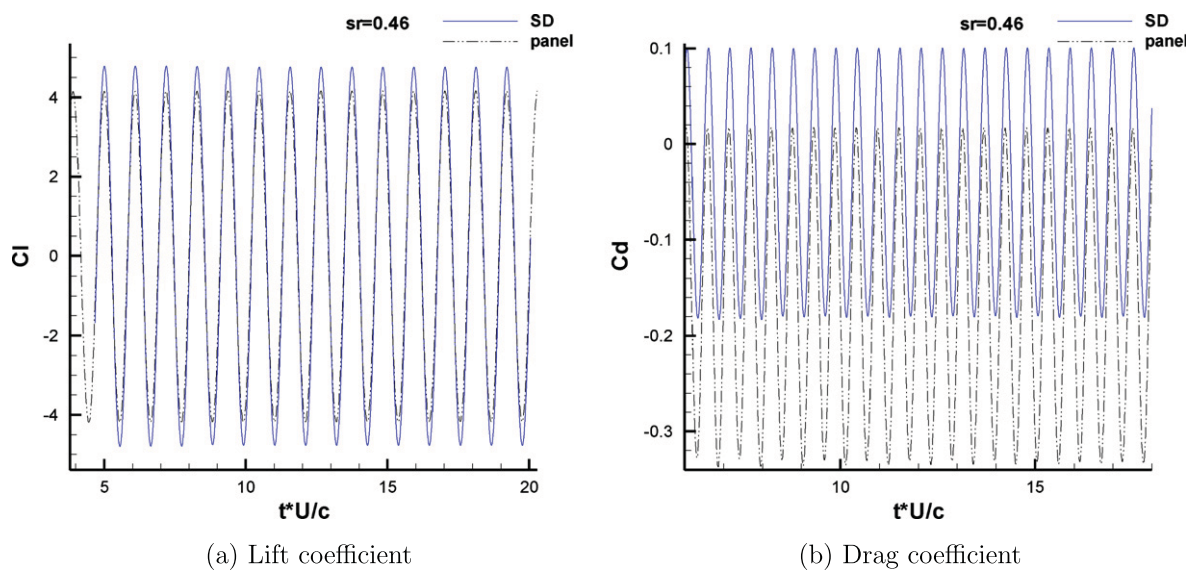 sr=0.46
SD
panel
4
2
0
-2
-4
Cl
5
10
15
20
t*U/c
(a) Lift coefficient
sr=0.46
SD
panel
0.1
0
-0.1
-0.2
-0.3
Cd
10
15
t*U/c
(b) Drag coefficient